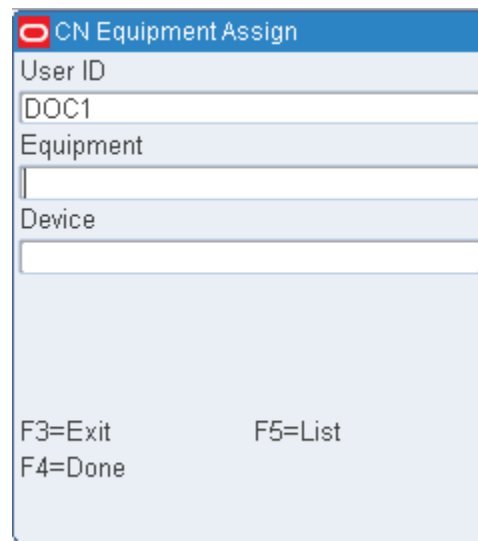 CN Equipment Assign
User ID
DOC1
Equipment
Device
F3=Exit F5=List
F4=Done